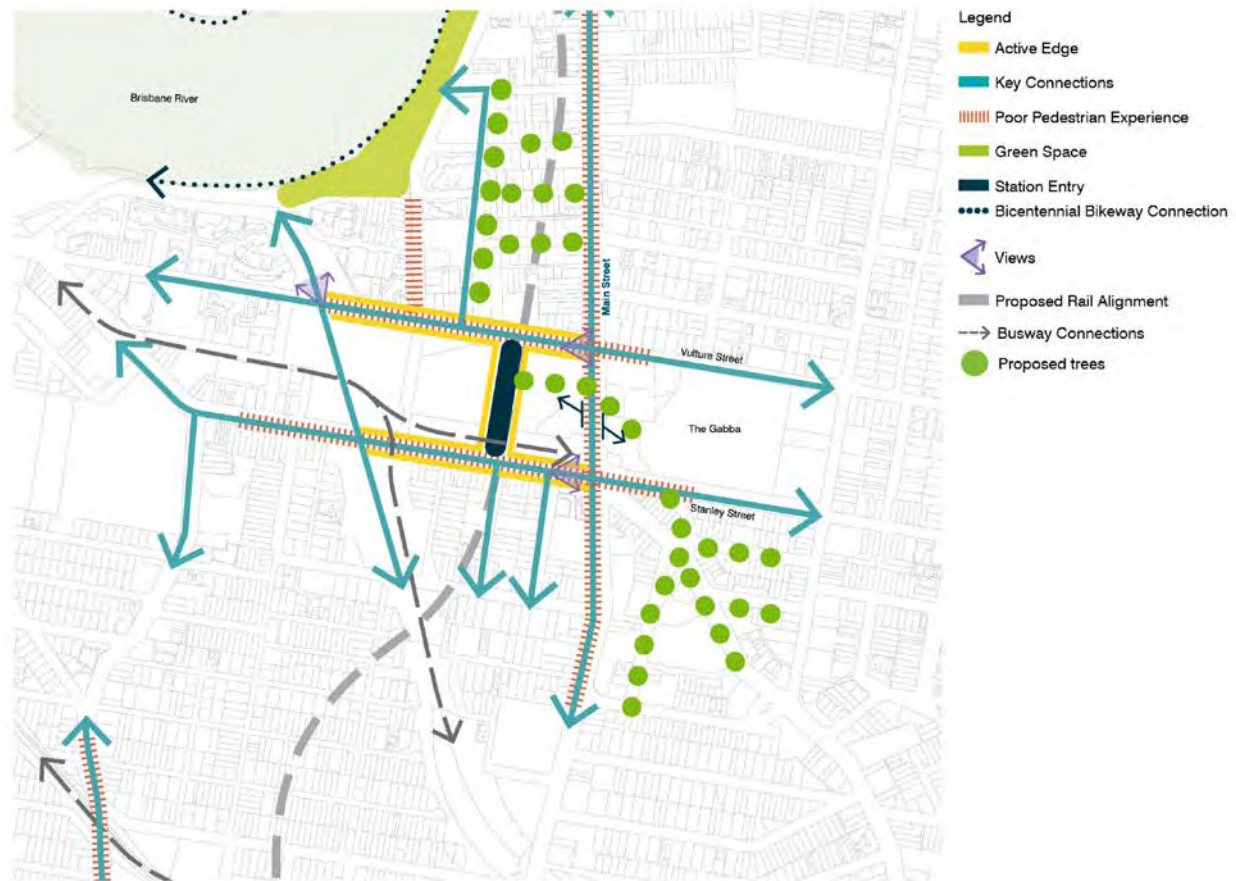 Legend
Active Edge
Key Connections
Poor Pedestrian Experience
Green Space
Station Entry
Bicentennial Bikeway Connection
Views
Proposed Rail Alignment
Busway Connections
Proposed trees
Brisbane River
Main Street
Vulture Street
The Gabba
Stanley Street